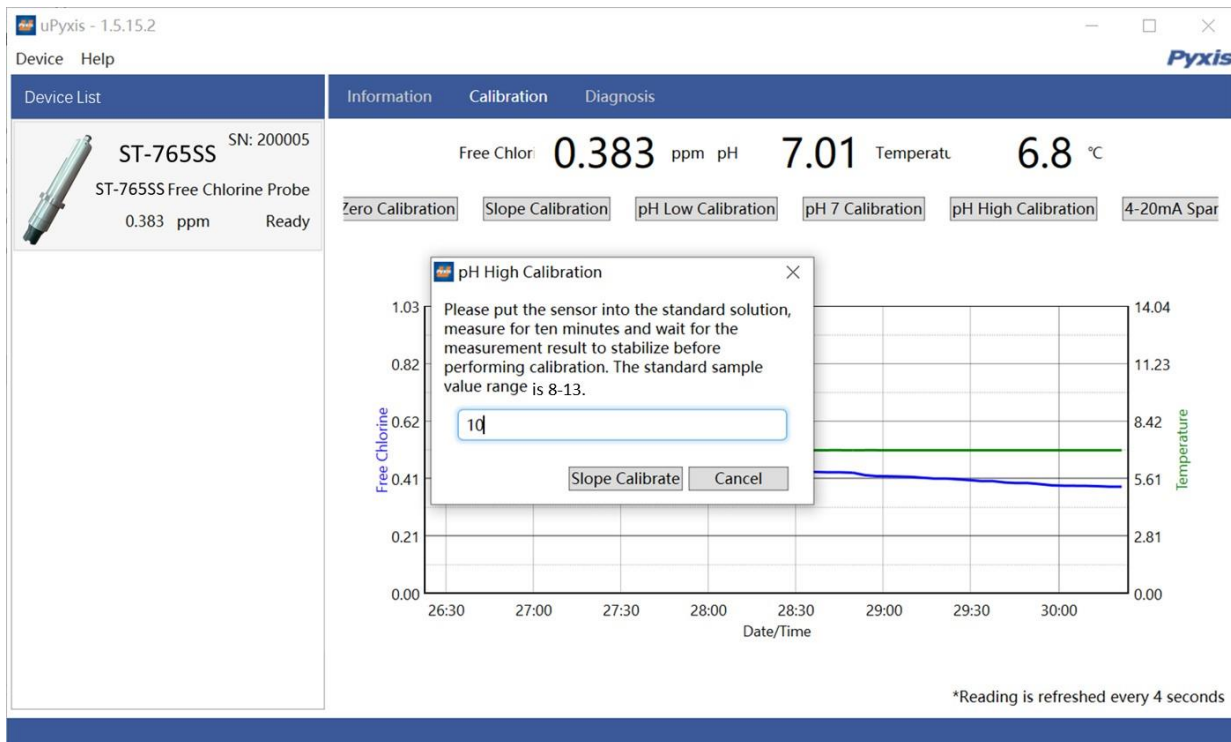 uPyxis - 1.5.15.2
Device Help
Pyxis
Device List
Information Calibration Diagnosis
SN: 200005
ST-765SS
ST-765SS Free Chlorine Probe
0.383 ppm Ready
Free Chlor 0.383 ppm pH 7.01 Temperatu 6.8 °C
Zero Calibration Slope Calibration pH Low Calibration pH 7 Calibration pH High Calibration 4-20mA Spar
pH High Calibration
Please put the sensor into the standard solution,
measure for ten minutes and wait for the
measurement result to stabilize before
performing calibration. The standard sample
value range is 8-13.
10
Slope Calibrate Cancel
1.03
0.82
0.62
0.41
0.21
0.00
Free Chlorine
14.04
11.23
8.42
5.61
2.81
0.00
Temperature
26:30 27:00 27:30 28:00 28:30 29:00 29:30 30:00
Date/Time
*Reading is refreshed every 4 seconds